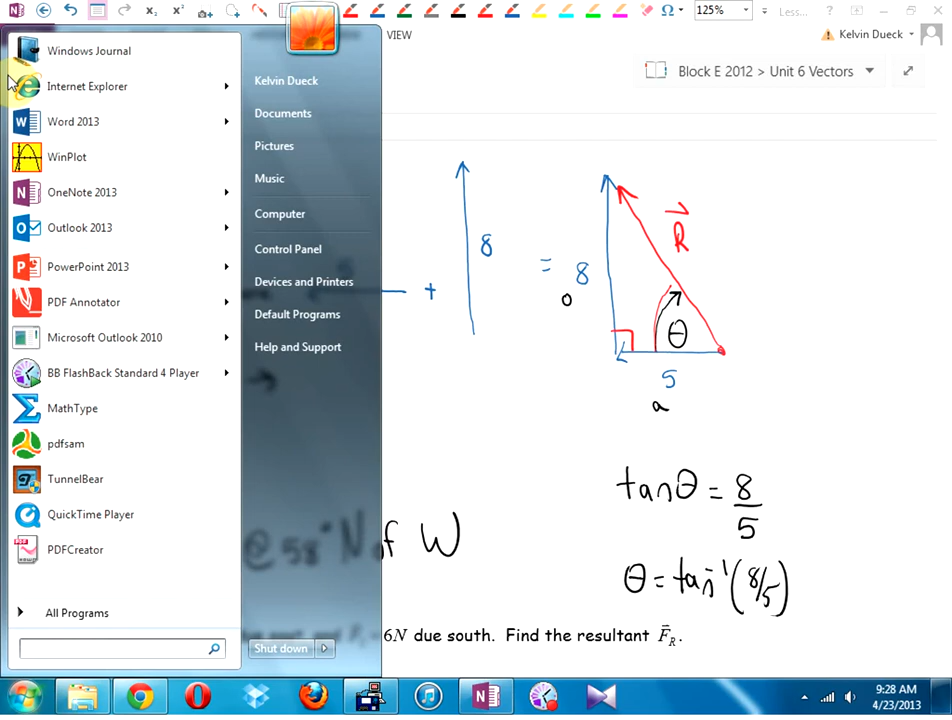 125%
Less...
VIEW
Kelvin Dueck
Block E 2012 > Unit 6 Vectors
Windows Journal
Internet Explorer
Word 2013
WinPlot
OneNote 2013
Outlook 2013
PowerPoint 2013
PDF Annotator
Microsoft Outlook 2010
BB FlashBack Standard 4 Player
MathType
pdfsam
TunnelBear
QuickTime Player
PDFCreator
All Programs
Kelvin Dueck
Documents
Pictures
Music
Computer
Control Panel
Devices and Printers
Default Programs
Help and Support
Shut down
+ 8 = 8
o
R
θ
5
a
tanθ = 8/5
θ = tan⁻¹(8/5)
@ 58° N of W
6N due south. Find the resultant F_R.
9:28 AM
4/23/2013